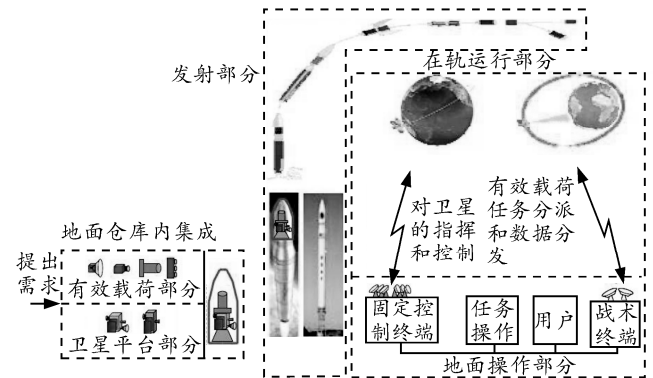 发射部分
在轨运行部分
对卫星
的指挥
和控制
有效载荷
任务分派
和数据分
发
地面仓库内集成
提出
需求
有效载荷部分
卫星平台部分
固定控
制终端
任务
操作
用户
战术
终端
地面操作部分